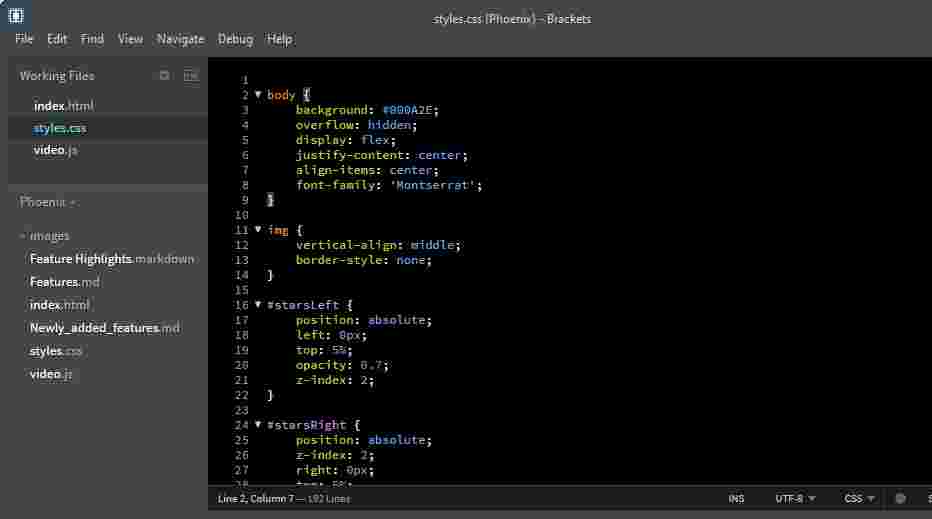 styles.css (Phoenix) - Brackets
File Edit Find View Navigate Debug Help
Working Files
index.html
styles.css
video.js
Phoenix
images
Feature Highlights.markdown
Features.md
index.html
Newly_added_features.md
styles.css
video.js
1
2 body {
3 background: #000A2E;
4 overflow: hidden;
5 display: flex;
6 justify-content: center;
7 align-items: center;
8 font-family: 'Montserrat';
9 }
10
11 img {
12 vertical-align: middle;
13 border-style: none;
14 }
15
16 #starsLeft {
17 position: absolute;
18 left: 0px;
19 top: 5%;
20 opacity: 0.7;
21 z-index: 2;
22 }
23
24 #starsRight {
25 position: absolute;
26 z-index: 2;
27 right: 0px;
28 top: 5%;
Line 2, Column 7 — 192 Lines INS UTF-8 CSS